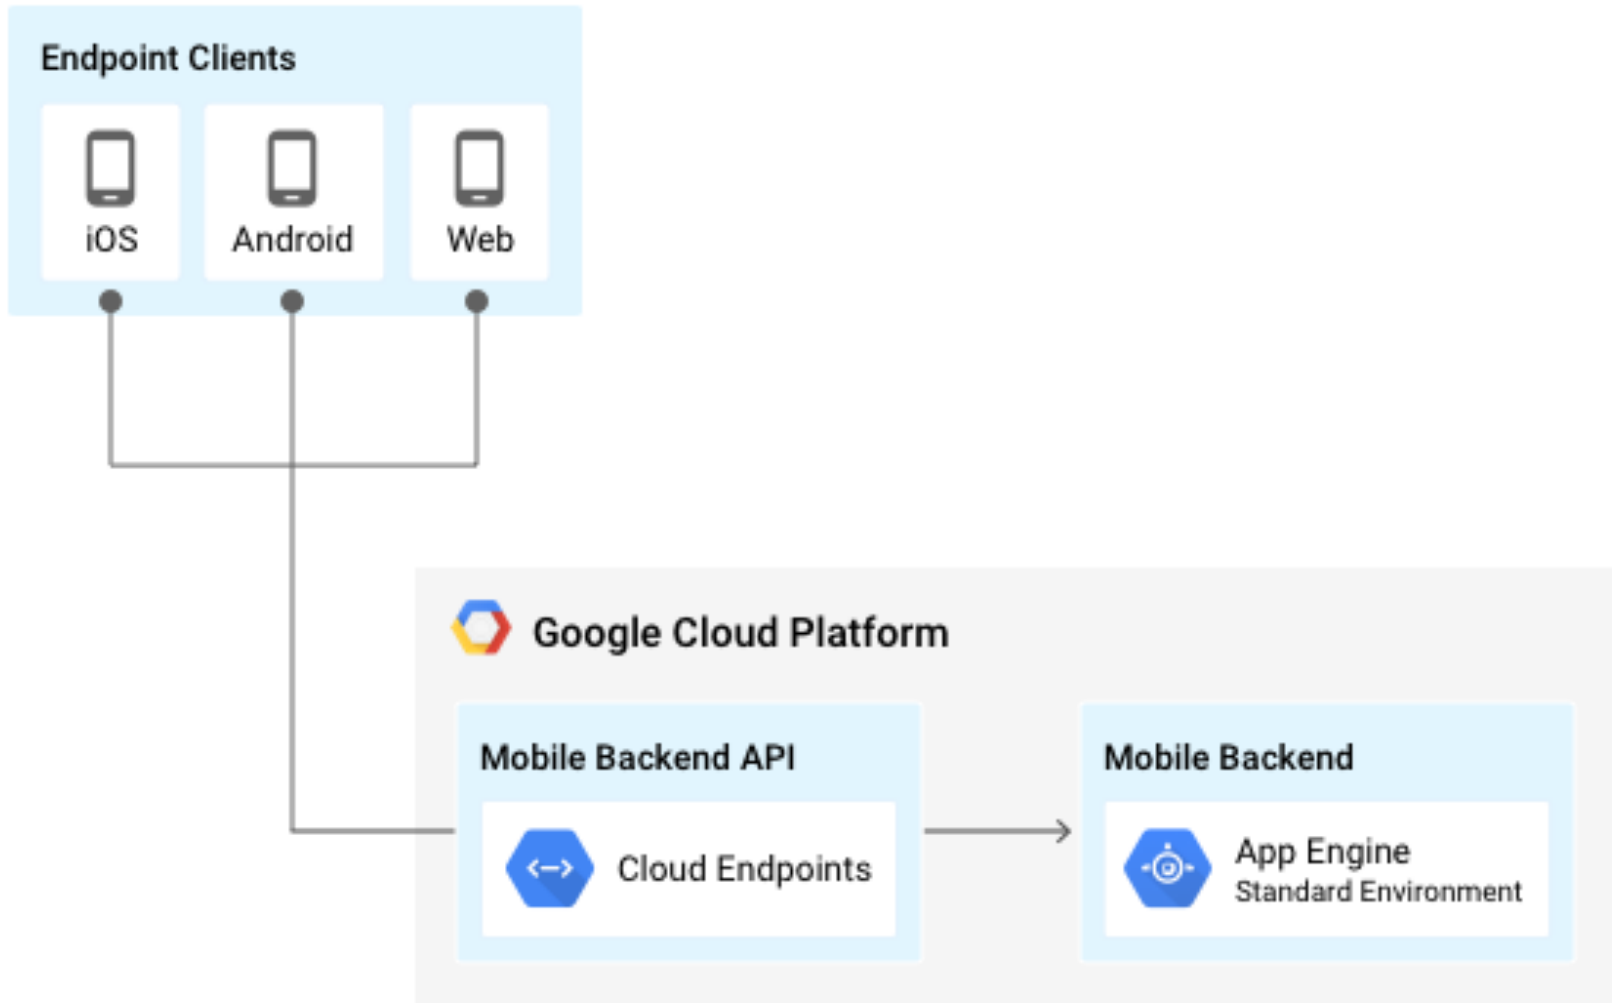 Endpoint Clients
iOS
Android
Web
Google Cloud Platform
Mobile Backend API
Cloud Endpoints
Mobile Backend
App Engine
Standard Environment